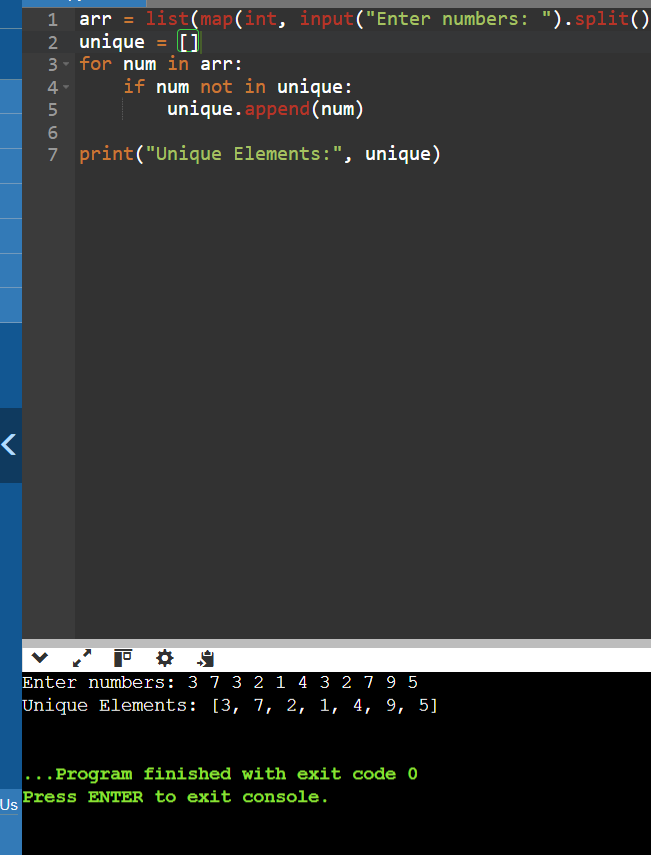 1 arr = list(map(int, input("Enter numbers: ").split()
2 unique = []
3 for num in arr:
4     if num not in unique:
5         unique.append(num)
6
7 print("Unique Elements:", unique)
Enter numbers: 3 7 3 2 1 4 3 2 7 9 5
Unique Elements: [3, 7, 2, 1, 4, 9, 5]
...Program finished with exit code 0
Press ENTER to exit console.
Us